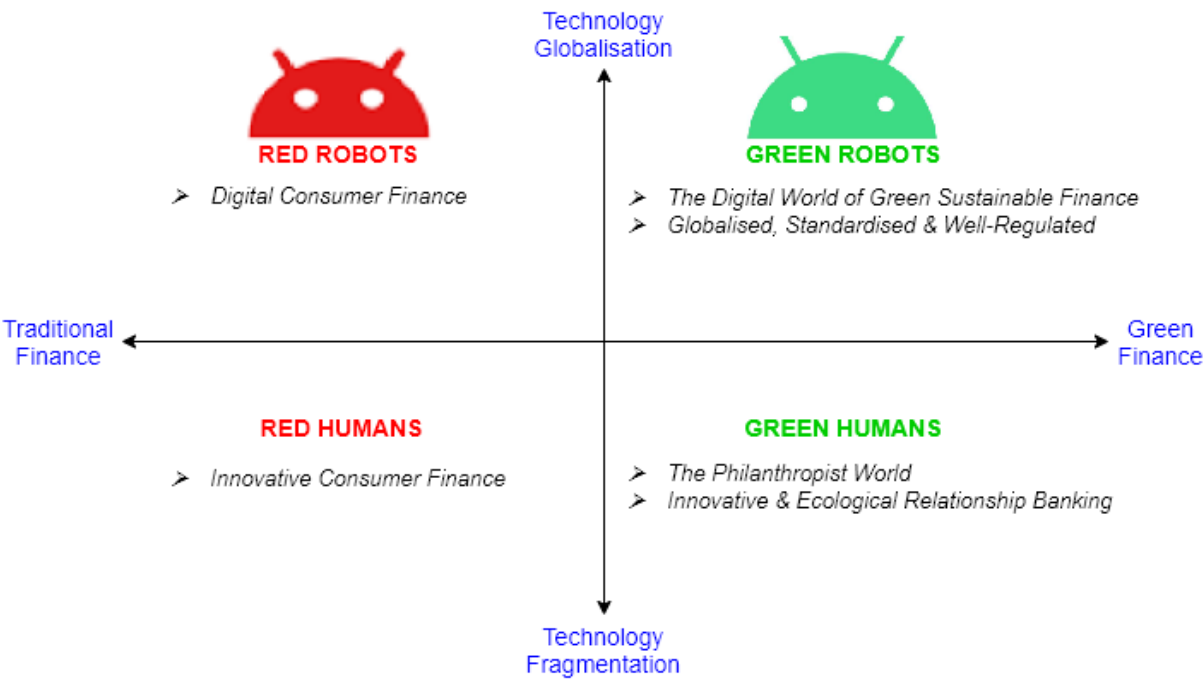 Technology
Globalisation
RED ROBOTS
➢ Digital Consumer Finance
GREEN ROBOTS
➢ The Digital World of Green Sustainable Finance
➢ Globalised, Standardised & Well-Regulated
Traditional
Finance
Green
Finance
RED HUMANS
➢ Innovative Consumer Finance
GREEN HUMANS
➢ The Philanthropist World
➢ Innovative & Ecological Relationship Banking
Technology
Fragmentation